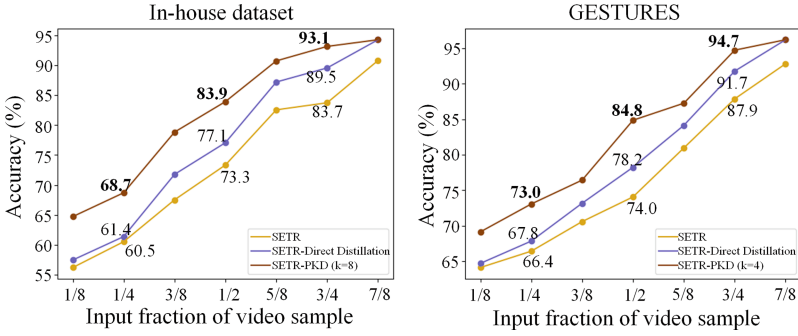 In-house dataset
Accuracy (%)
95
90
85
80
75
70
65
60
55
68.7
83.9
93.1
61.4
77.1
89.5
60.5
73.3
83.7
SETR
SETR-Direct Distillation
SETR-PKD (k=8)
1/8 1/4 3/8 1/2 5/8 3/4 7/8
Input fraction of video sample
GESTURES
Accuracy (%)
95
90
85
80
75
70
65
73.0
84.8
94.7
67.8
78.2
91.7
66.4
74.0
87.9
SETR
SETR-Direct Distillation
SETR-PKD (k=4)
1/8 1/4 3/8 1/2 5/8 3/4 7/8
Input fraction of video sample